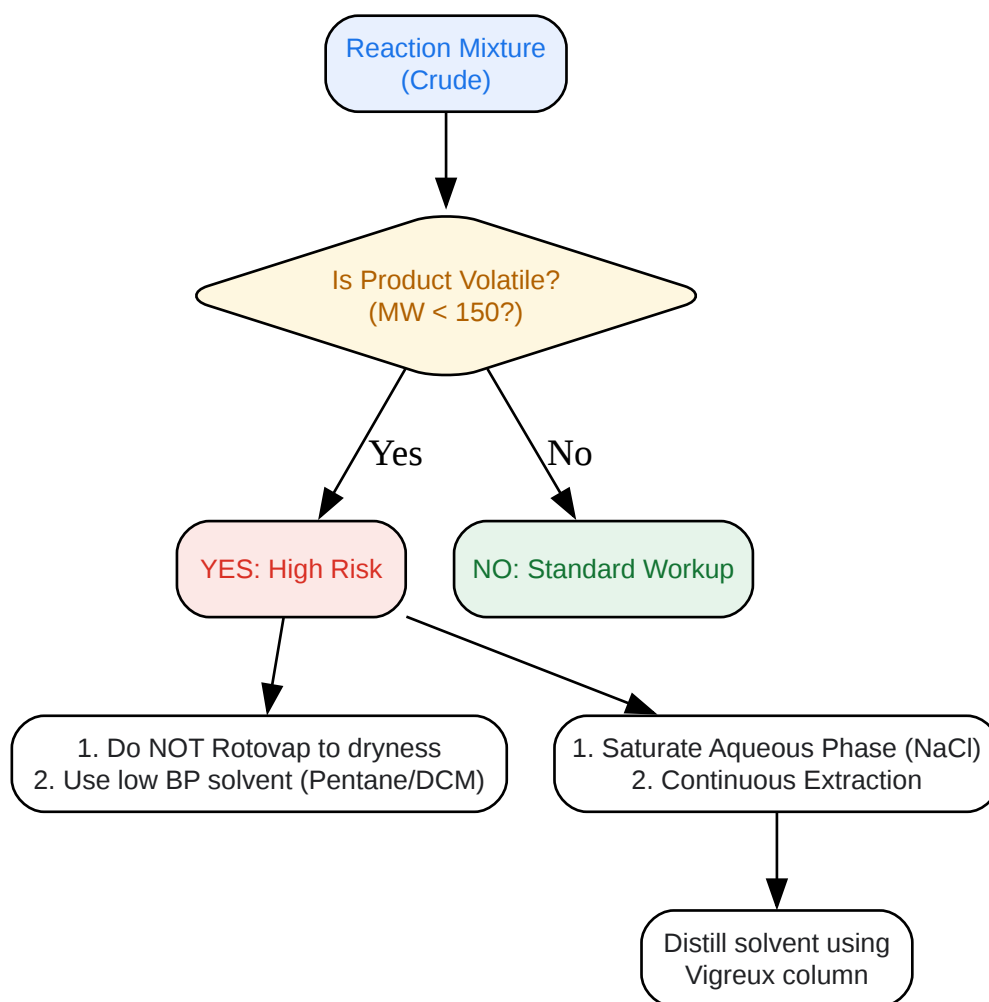 Reaction Mixture
(Crude)
Is Product Volatile?
(MW < 150?)
Yes
No
YES: High Risk
NO: Standard Workup
1. Do NOT Rotovap to dryness
2. Use low BP solvent (Pentane/DCM)
1. Saturate Aqueous Phase (NaCl)
2. Continuous Extraction
Distill solvent using
Vigreux column